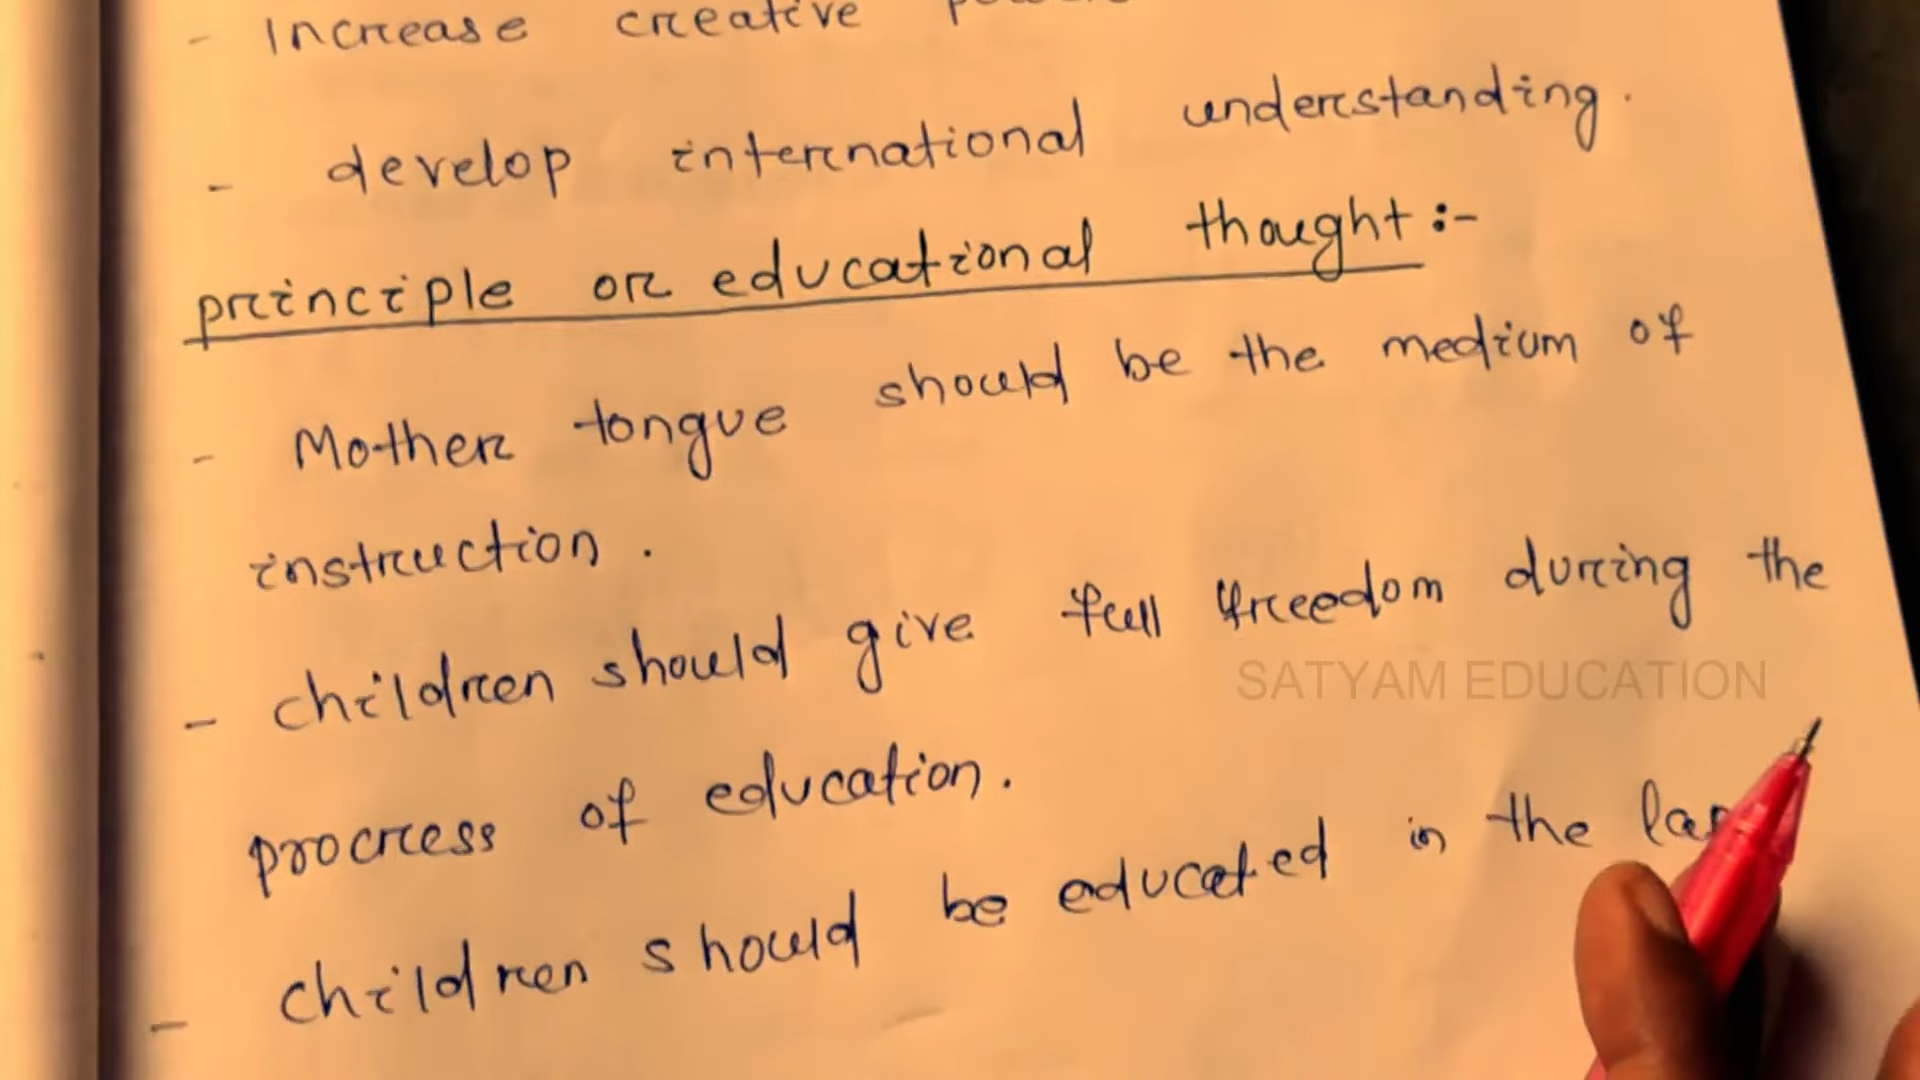 - Increase creative
- develop international understanding.
principle or educational thought :-
- Mother tongue should be the medium of
instruction.
- children should give full freedom during the
SATYAM EDUCATION
process of education.
- children should be educated in the